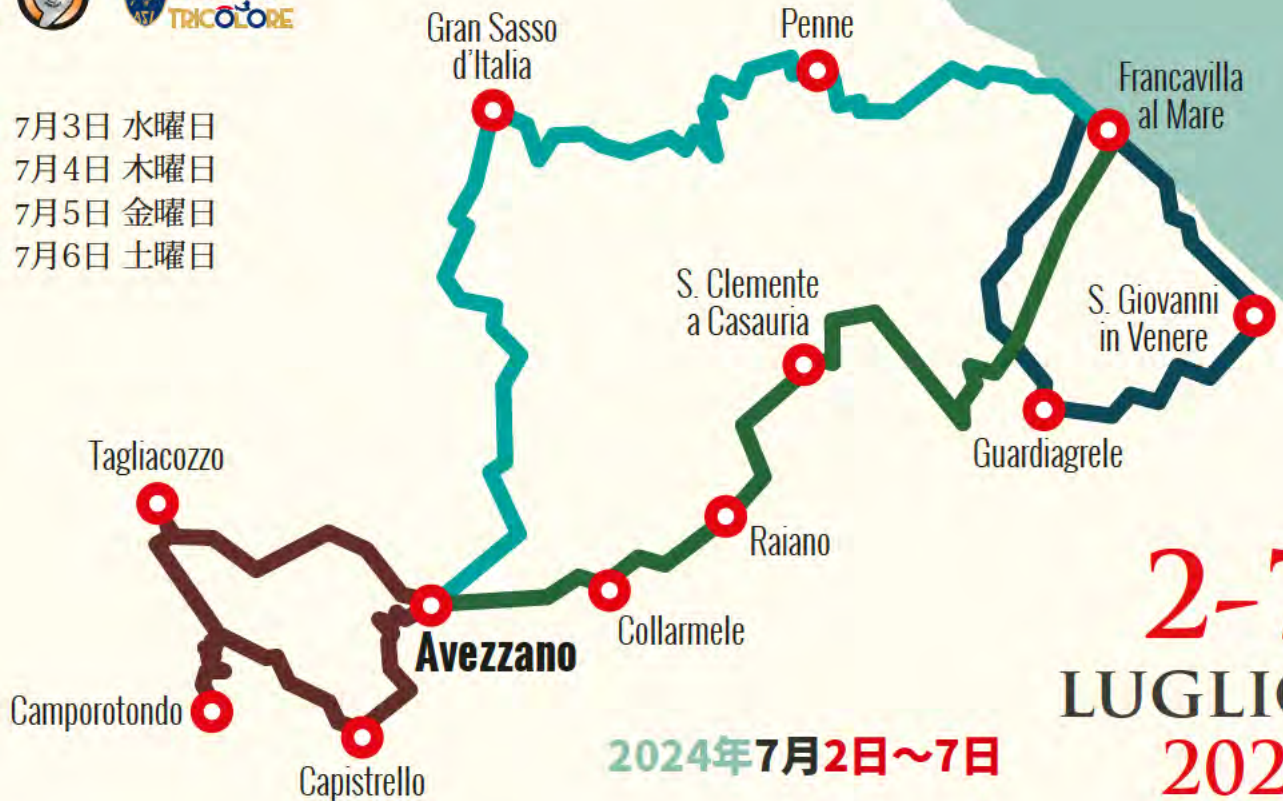 TRICOLORE
7月3日 水曜日
7月4日 木曜日
7月5日 金曜日
7月6日 土曜日
Gran Sasso
d'Italia
Penne
Francavilla
al Mare
S. Clemente
a Casauria
S. Giovanni
in Venere
Guardiagrele
Tagliacozzo
Raiano
Collarmele
Avezzano
Camporotondo
Capistrello
2024年7月2日～7日
2-
LUGLIO
202